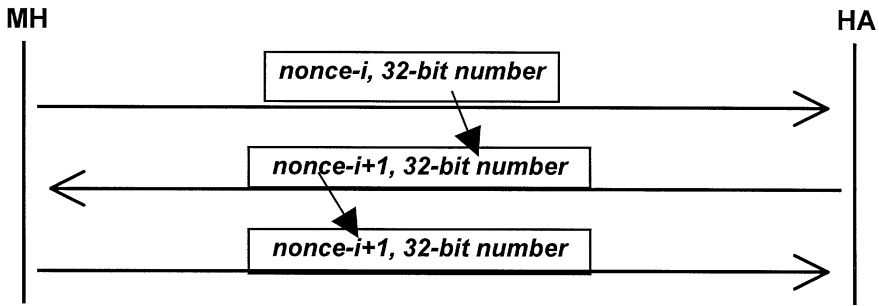 MH HA
nonce-i, 32-bit number
nonce-i+1, 32-bit number
nonce-i+1, 32-bit number